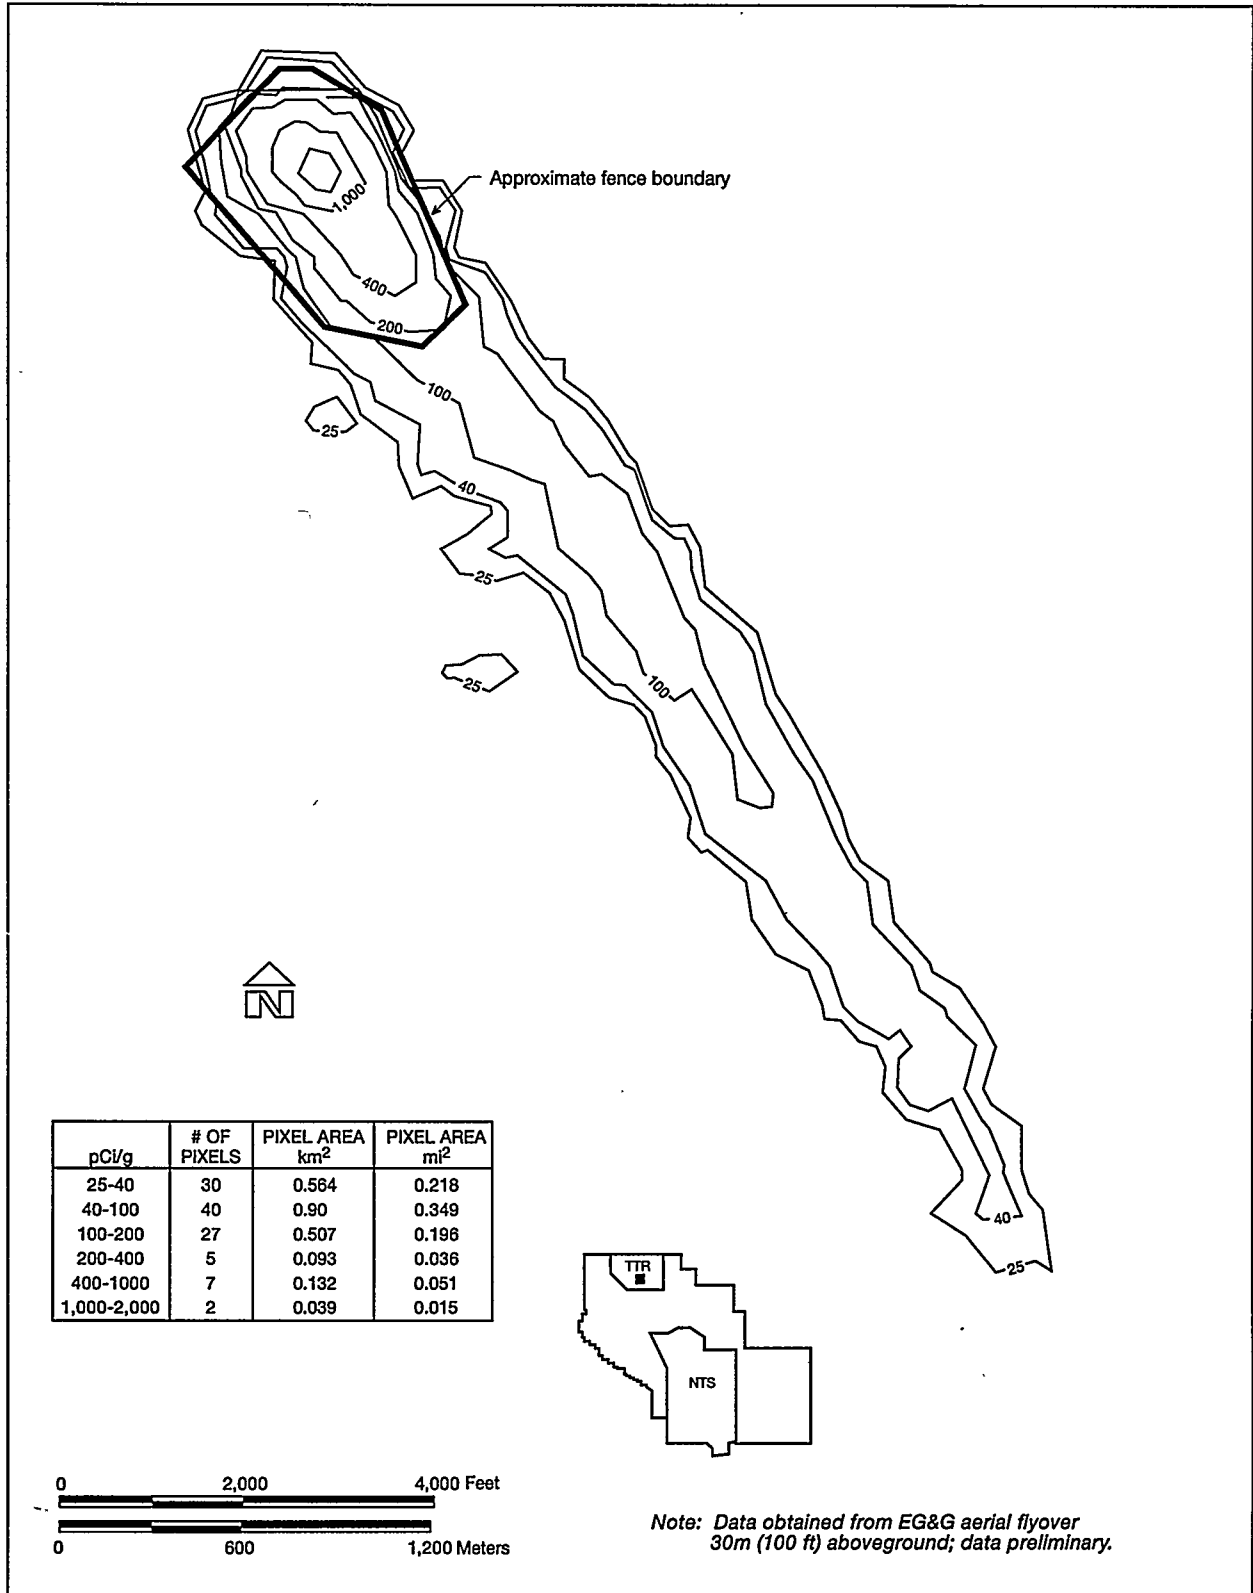 Approximate fence boundary
1,000
400
200
100
25
40
25
100
25
N
pCi/g # OF PIXELS PIXEL AREA km² PIXEL AREA mi²
25-40 30 0.564 0.218
40-100 40 0.90 0.349
100-200 27 0.507 0.196
200-400 5 0.093 0.036
400-1000 7 0.132 0.051
1,000-2,000 2 0.039 0.015
40
25
TTR
NTS
0 2,000 4,000 Feet
0 600 1,200 Meters
Note: Data obtained from EG&G aerial flyover
30m (100 ft) aboveground; data preliminary.